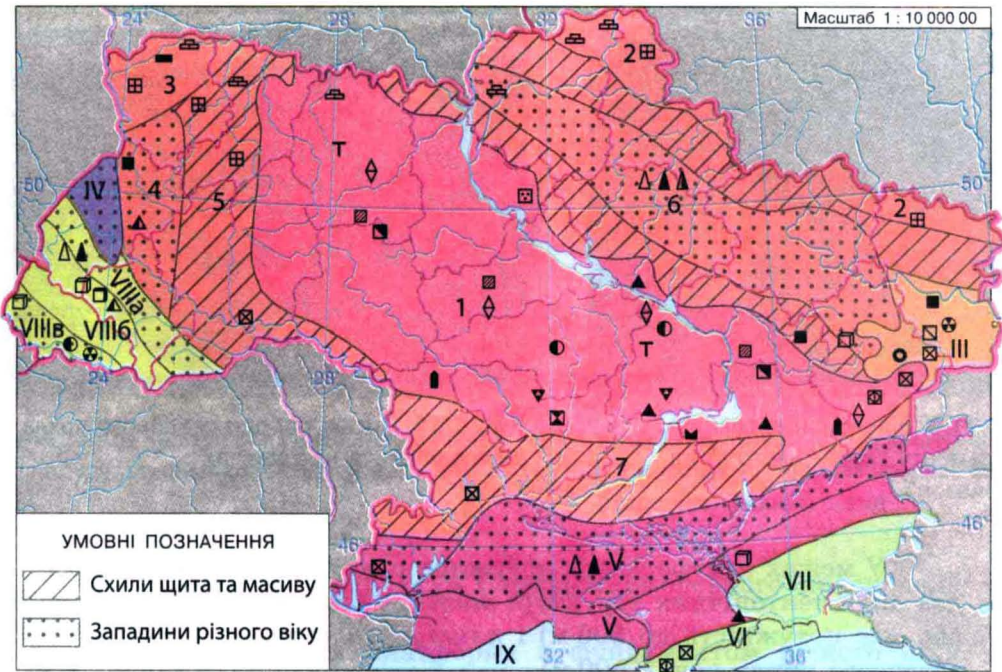 28° 32° 36° Масштаб 1 : 10 000 00
2
3
Т
50° IV 4 5 6 50°
2
VIIIа
1
VIIIв VIIIб Т III
24° 28°
7
УМОВНІ ПОЗНАЧЕННЯ 46° 46°
Схили щита та масиву V VII
Западини різного віку V VI
IX 32° 36°